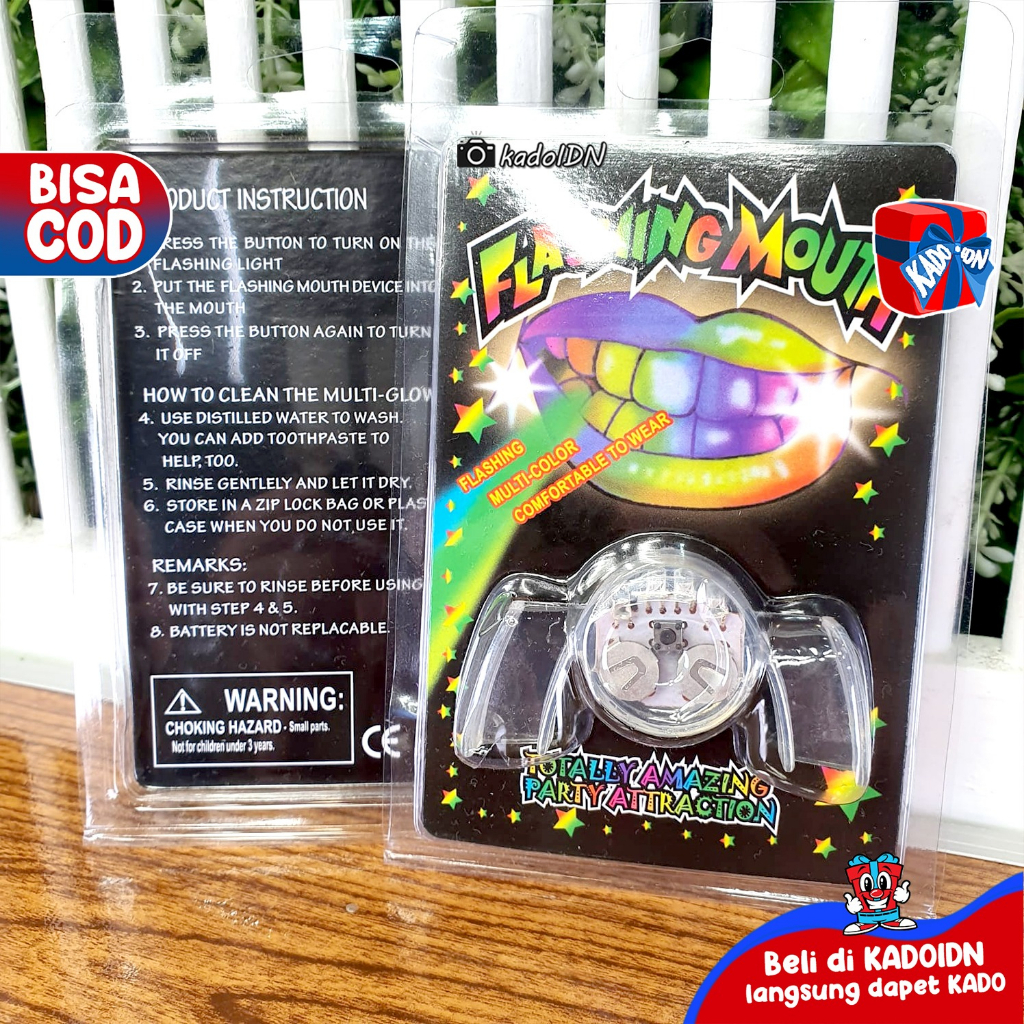 BISA
COD
ODUCT INSTRUCTION
RESS THE BUTTON TO TURN ON THE
FLASHING LIGHT
2. PUT THE FLASHING MOUTH DEVICE INTO
THE MOUTH
3. PRESS THE BUTTON AGAIN TO TURN
IT OFF
HOW TO CLEAN THE MULTI-GLOW
4. USE DISTILLED WATER TO WASH.
YOU CAN ADD TOOTHPASTE TO
HELP, TOO.
5. RINSE GENTLELY AND LET IT DRY.
6. STORE IN A ZIP LOCK BAG OR PLAS
CASE WHEN YOU DO NOT USE IT.
REMARKS:
7. BE SURE TO RINSE BEFORE USING
WITH STEP 4 & 5.
8. BATTERY IS NOT REPLACABLE.
WARNING:
CHOKING HAZARD - Small parts.
Not for children under 3 years.
CE
kadoIDN
FLASHING MOUTH
KADO IDN
FLASHING
MULTI-COLOR
COMFORTABLE TO WEAR
TOTALLY AMAZING
PARTY ATTRACTION
Beli di KADOIDN
langsung dapet KADO